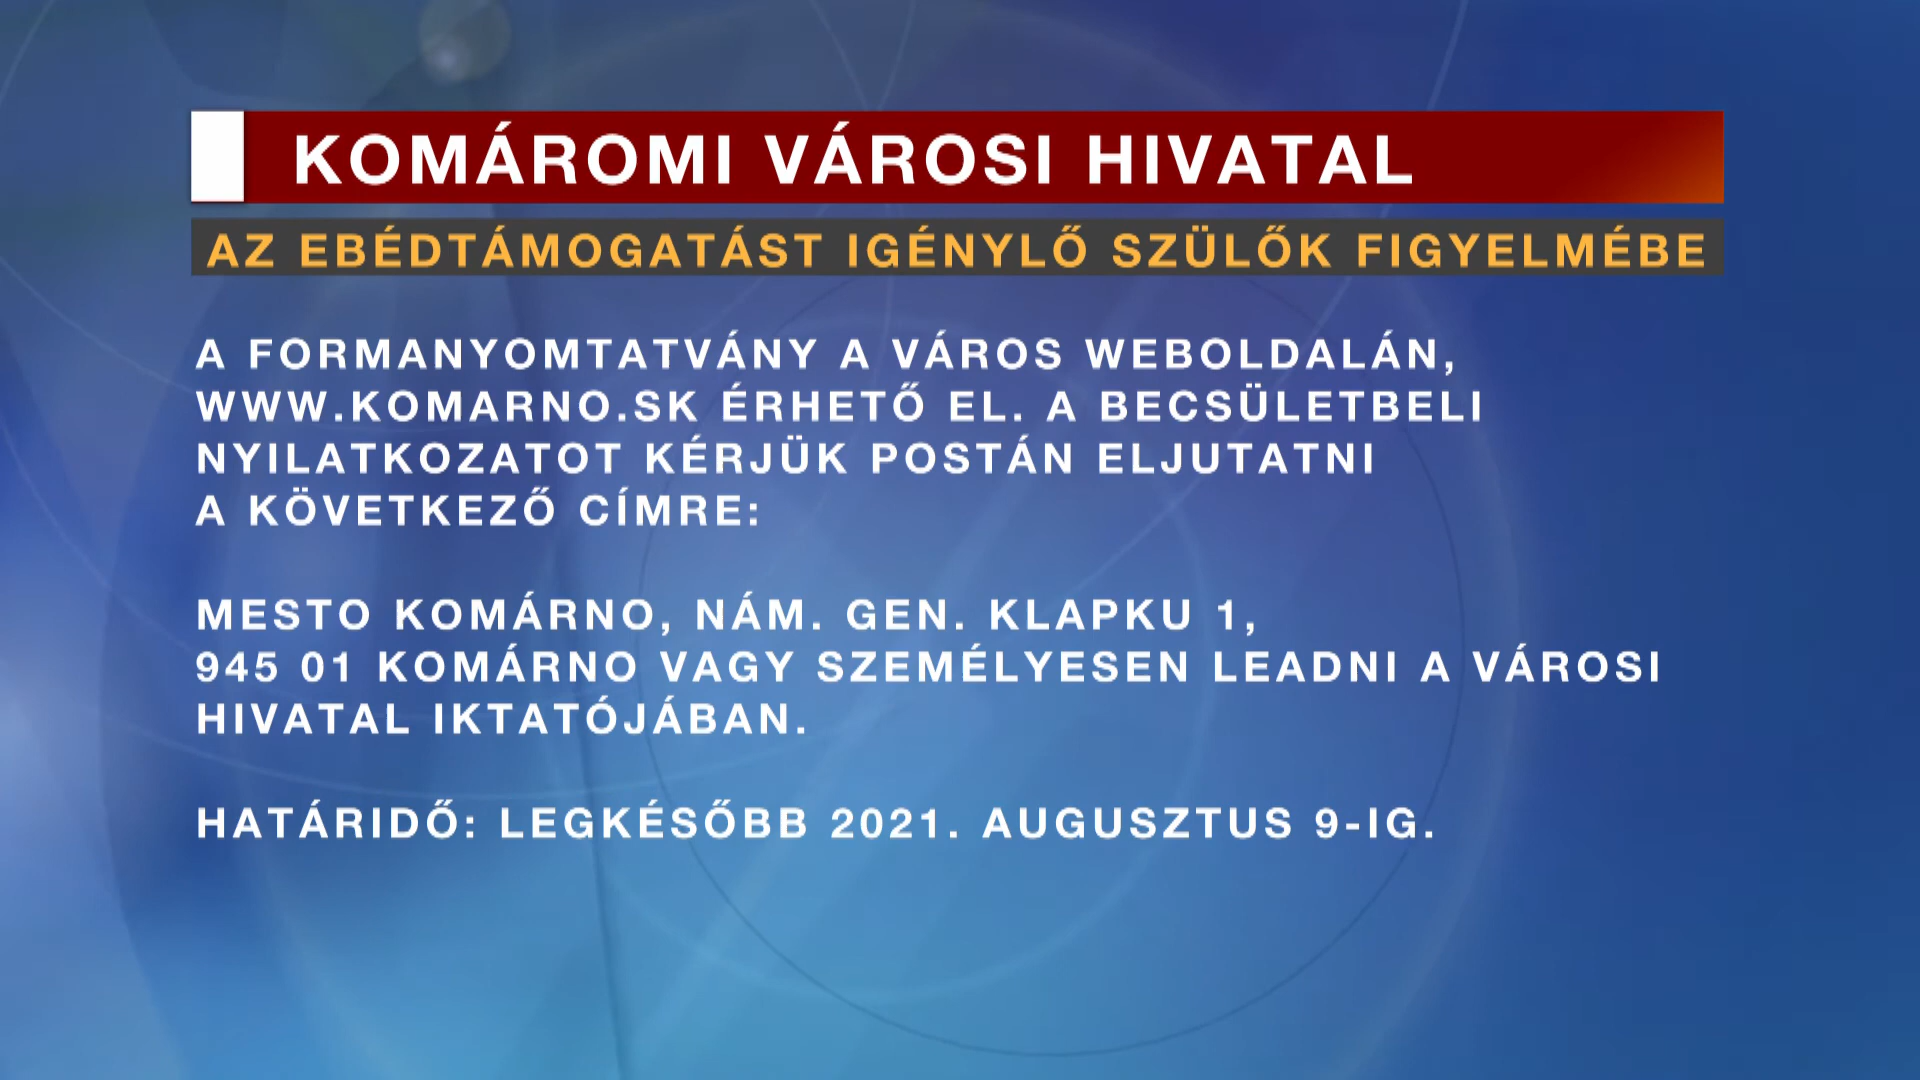 KOMÁROMI VÁROSI HIVATAL
AZ EBÉDTÁMOGATÁST IGÉNYLŐ SZÜLŐK FIGYELMÉBE
A FORMANYOMTATVÁNY A VÁROS WEBOLDALÁN,
WWW.KOMARNO.SK ÉRHETŐ EL. A BECSÜLETBELI
NYILATKOZATOT KÉRJÜK POSTÁN ELJUTATNI
A KÖVETKEZŐ CÍMRE:
MESTO KOMÁRNO, NÁM. GEN. KLAPKU 1,
945 01 KOMÁRNO VAGY SZEMÉLYESEN LEADNI A VÁROSI
HIVATAL IKTATÓJÁBAN.
HATÁRIDŐ: LEGKÉSŐBB 2021. AUGUSZTUS 9-IG.